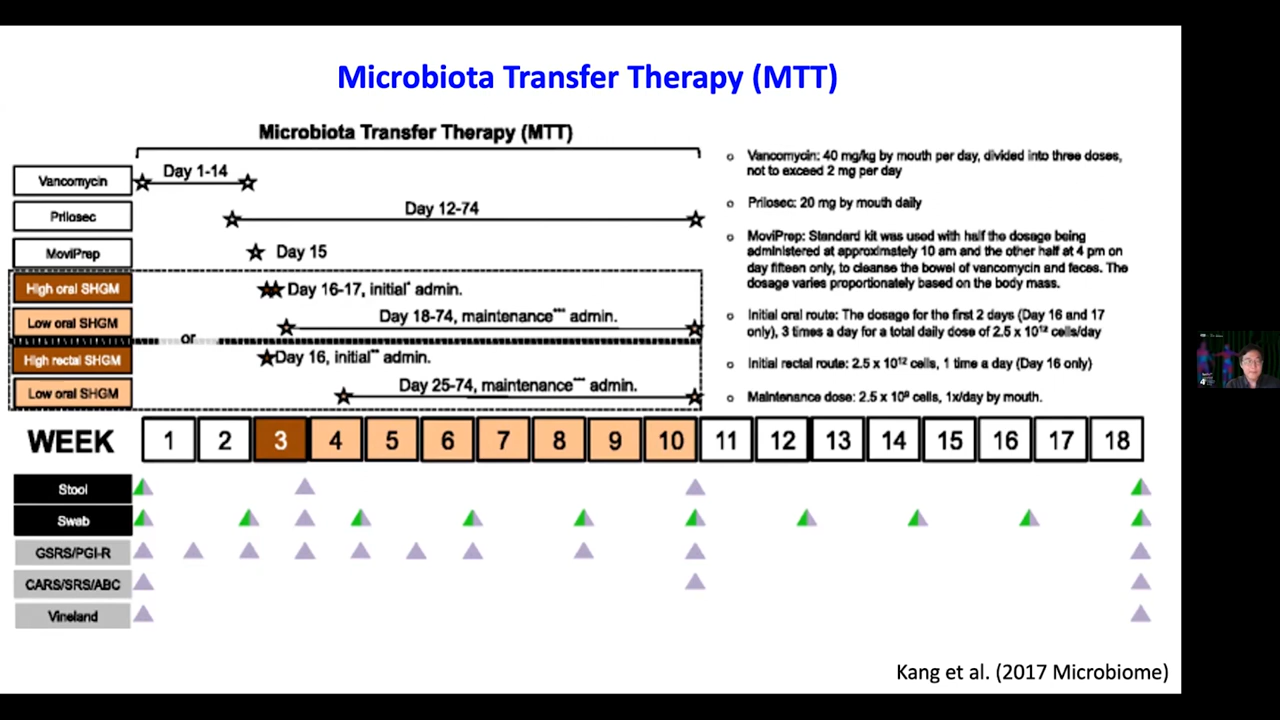 Microbiota Transfer Therapy (MTT)
Microbiota Transfer Therapy (MTT)
Vancomycin
Day 1-14
Prilosec
Day 12-74
MoviPrep
Day 15
High oral SHGM
Day 16-17, initial* admin.
Low oral SHGM
Day 18-74, maintenance*** admin.
or
High rectal SHGM
Day 16, initial** admin.
Low oral SHGM
Day 25-74, maintenance*** admin.
o Vancomycin: 40 mg/kg by mouth per day, divided into three doses,
not to exceed 2 mg per day
o Prilosec: 20 mg by mouth daily
o MoviPrep: Standard kit was used with half the dosage being
administered at approximately 10 am and the other half at 4 pm on
day fifteen only, to cleanse the bowel of vancomycin and feces. The
dosage varies proportionately based on the body mass.
o Initial oral route: The dosage for the first 2 days (Day 16 and 17
only), 3 times a day for a total daily dose of 2.5 x 10¹² cells/day
o Initial rectal route: 2.5 x 10¹² cells, 1 time a day (Day 16 only)
o Maintenance dose: 2.5 x 10⁹ cells, 1x/day by mouth.
WEEK 1 2 3 4 5 6 7 8 9 10 11 12 13 14 15 16 17 18
Stool
Swab
GSRS/PGI-R
CARS/SRS/ABC
Vineland
Kang et al. (2017 Microbiome)